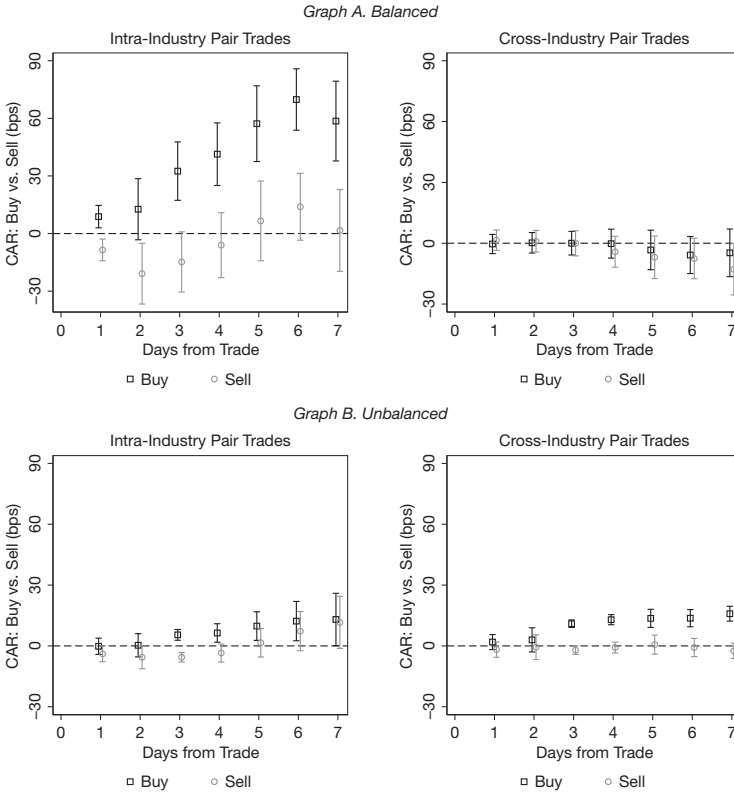 Graph A. Balanced
Intra-Industry Pair Trades
CAR: Buy vs. Sell (bps)
90
60
30
0
−30
0 1 2 3 4 5 6 7
Days from Trade
Buy Sell
Cross-Industry Pair Trades
CAR: Buy vs. Sell (bps)
90
60
30
0
−30
0 1 2 3 4 5 6 7
Days from Trade
Buy Sell
Graph B. Unbalanced
Intra-Industry Pair Trades
CAR: Buy vs. Sell (bps)
90
60
30
0
−30
0 1 2 3 4 5 6 7
Days from Trade
Buy Sell
Cross-Industry Pair Trades
CAR: Buy vs. Sell (bps)
90
60
30
0
−30
0 1 2 3 4 5 6 7
Days from Trade
Buy Sell